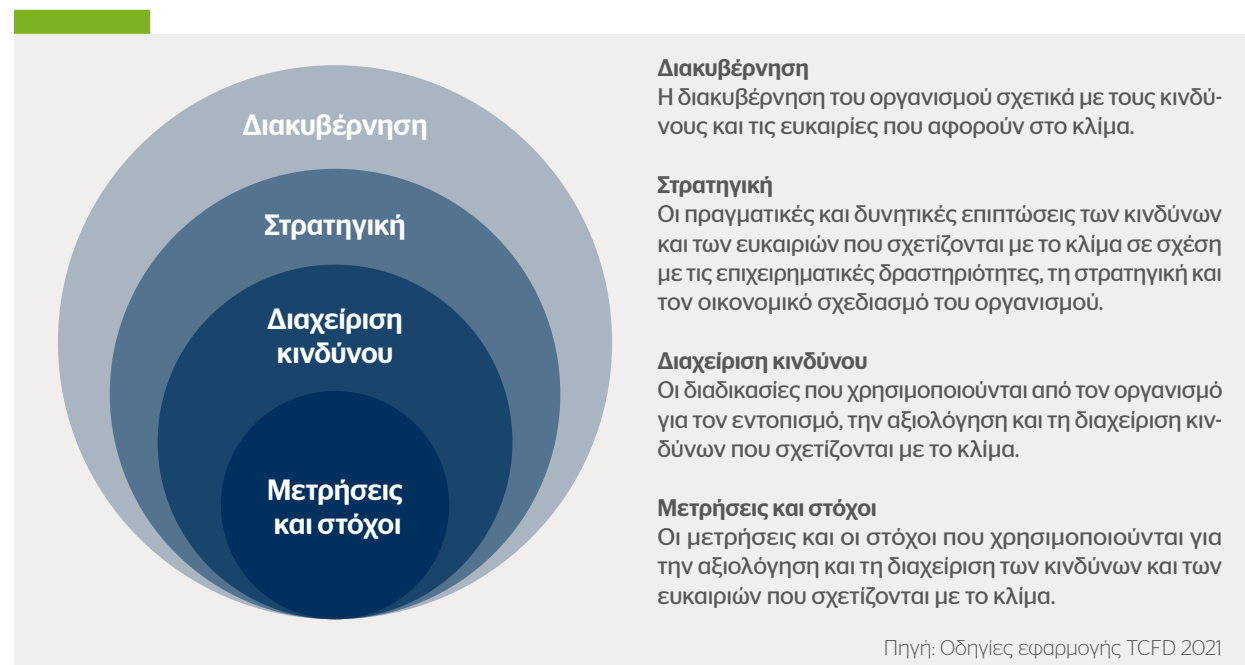 Διακυβέρνηση
Στρατηγική
Διαχείριση
κινδύνου
Μετρήσεις
και στόχοι
Διακυβέρνηση
Η διακυβέρνηση του οργανισμού σχετικά με τους κινδύ-
νους και τις ευκαιρίες που αφορούν στο κλίμα.
Στρατηγική
Οι πραγματικές και δυνητικές επιπτώσεις των κινδύνων
και των ευκαιριών που σχετίζονται με το κλίμα σε σχέση
με τις επιχειρηματικές δραστηριότητες, τη στρατηγική και
τον οικονομικό σχεδιασμό του οργανισμού.
Διαχείριση κινδύνου
Οι διαδικασίες που χρησιμοποιούνται από τον οργανισμό
για τον εντοπισμό, την αξιολόγηση και τη διαχείριση κιν-
δύνων που σχετίζονται με το κλίμα.
Μετρήσεις και στόχοι
Οι μετρήσεις και οι στόχοι που χρησιμοποιούνται για
την αξιολόγηση και τη διαχείριση των κινδύνων και των
ευκαιριών που σχετίζονται με το κλίμα.
Πηγή: Οδηγίες εφαρμογής TCFD 2021